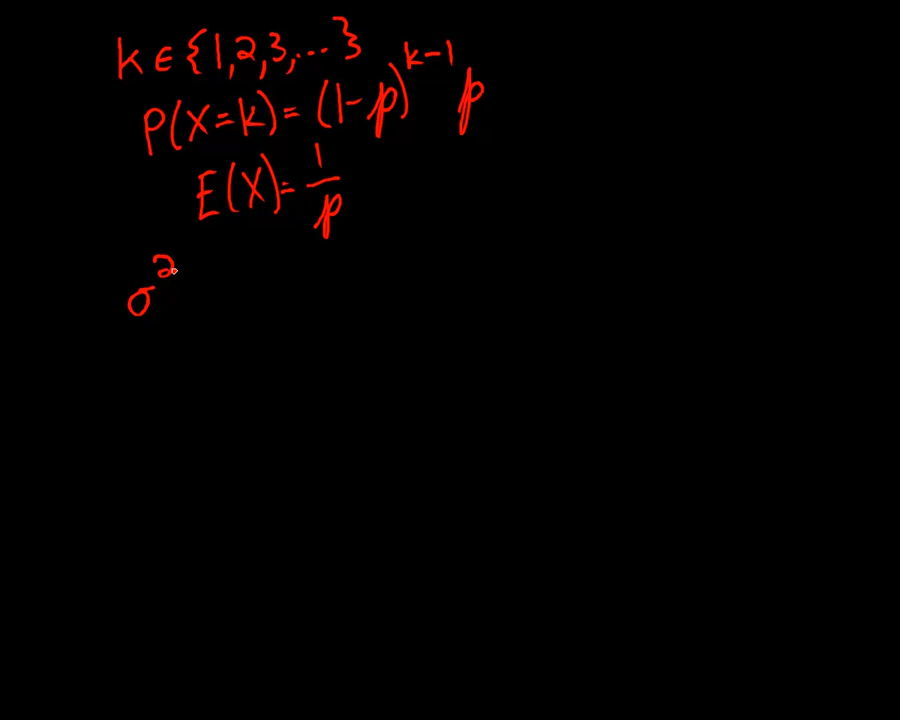 k ∈ {1,2,3,...}
P(X=k) = (1-p)^{k-1} p
E(X) = 1/p
σ²